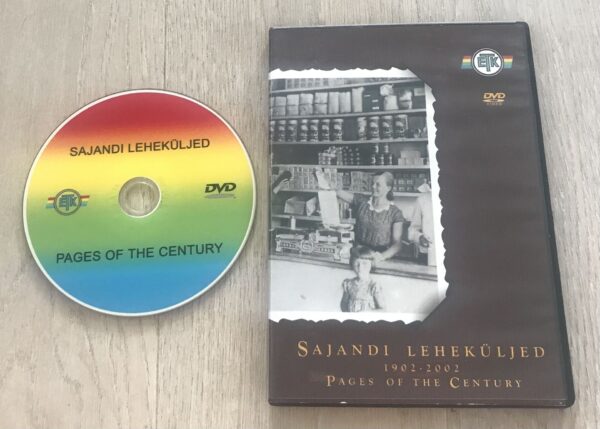 SAJANDI LEHEKÜLJED
ETK
DVD
PAGES OF THE CENTURY
ETK
DVD
SAJANDI LEHEKÜLJED
1902-2002
PAGES OF THE CENTURY